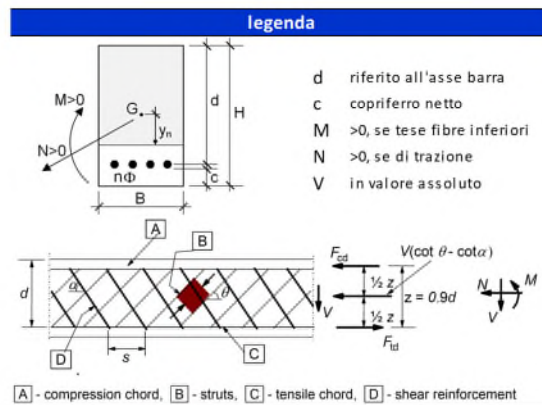 legenda
M>0
G
d
H
yn
N>0
nΦ
c
B
d riferito all'asse barra
c copriferro netto
M >0, se tese fibre inferiori
N >0, se di trazione
V in valore assoluto
A
B
Fcd
V(cot θ - cotα)
d
α
θ
½ z
z = 0.9d
½ z
V
N
M
V
Ftd
D
s
C
A - compression chord, B - struts, C - tensile chord, D - shear reinforcement